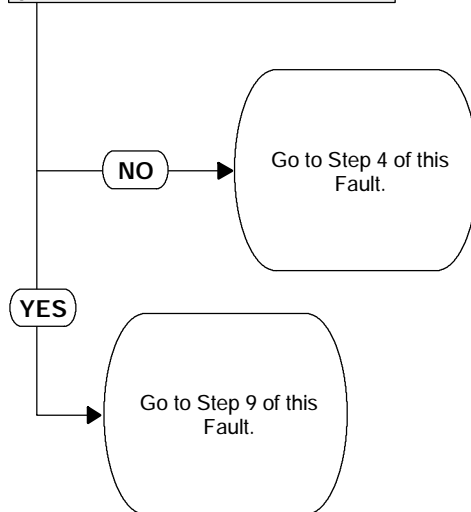 NO
Go to Step 4 of this
Fault.
YES
Go to Step 9 of this
Fault.